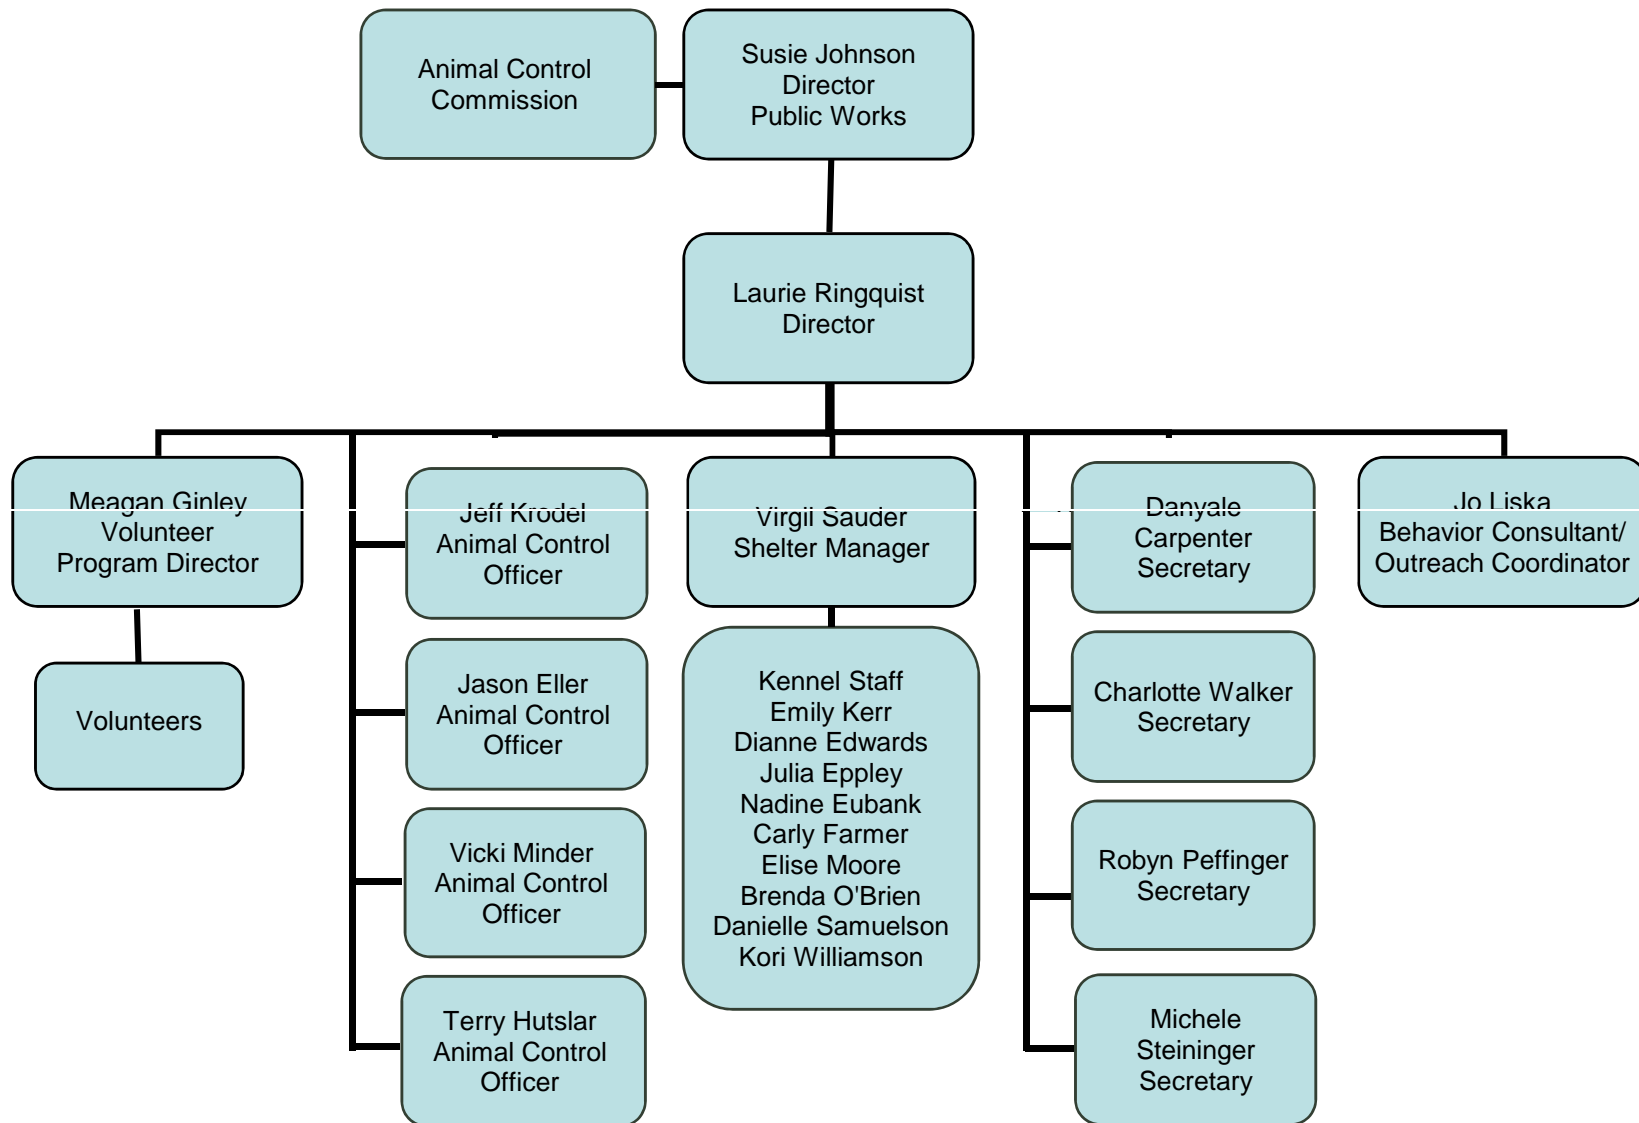 Animal Control
Commission
Susie Johnson
Director
Public Works
Laurie Ringquist
Director
Meagan Ginley
Volunteer
Program Director
Volunteers
Jeff Krodel
Animal Control
Officer
Jason Eller
Animal Control
Officer
Vicki Minder
Animal Control
Officer
Terry Hutslar
Animal Control
Officer
Virgil Sauder
Shelter Manager
Kennel Staff
Emily Kerr
Dianne Edwards
Julia Eppley
Nadine Eubank
Carly Farmer
Elise Moore
Brenda O'Brien
Danielle Samuelson
Kori Williamson
Danyale
Carpenter
Secretary
Charlotte Walker
Secretary
Robyn Peffinger
Secretary
Michele
Steininger
Secretary
Jo Liska
Behavior Consultant/
Outreach Coordinator